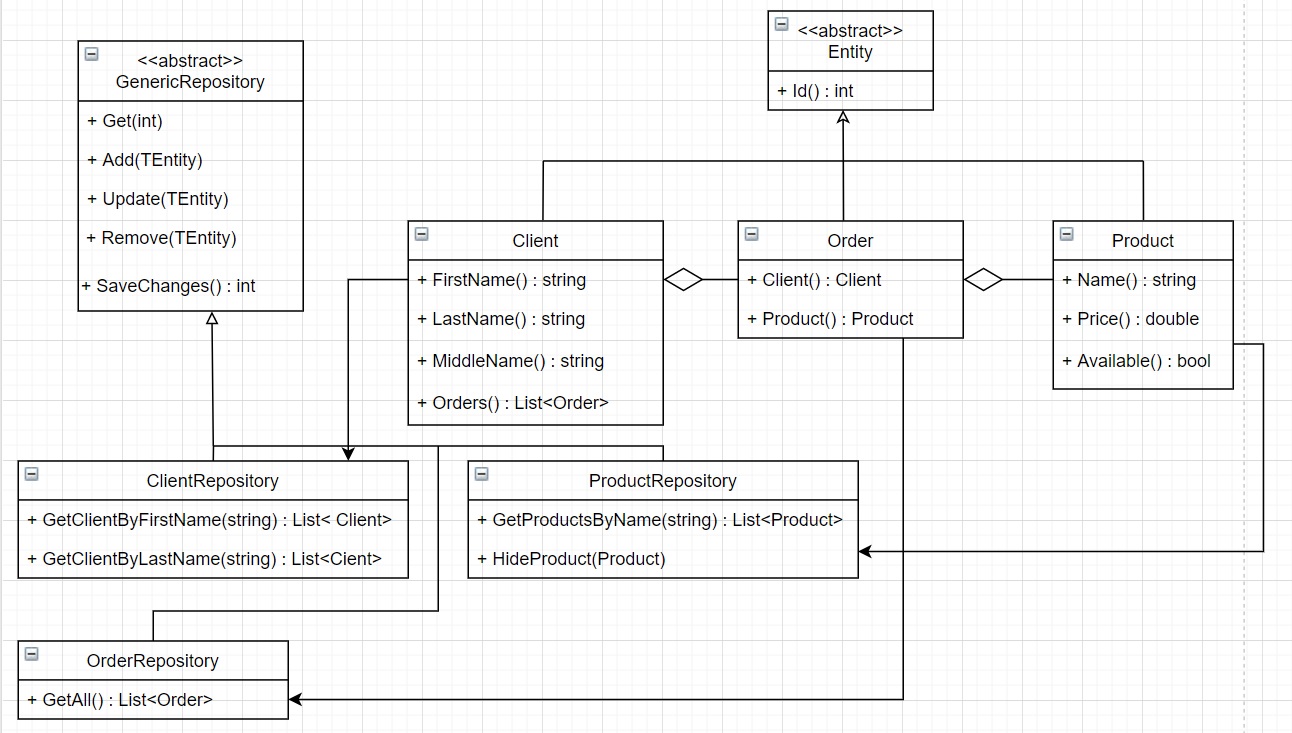 <<abstract>>
GenericRepository
+ Get(int)
+ Add(TEntity)
+ Update(TEntity)
+ Remove(TEntity)
+ SaveChanges() : int
<<abstract>>
Entity
+ Id() : int
Client
+ FirstName() : string
+ LastName() : string
+ MiddleName() : string
+ Orders() : List<Order>
Order
+ Client() : Client
+ Product() : Product
Product
+ Name() : string
+ Price() : double
+ Available() : bool
ClientRepository
+ GetClientByFirstName(string) : List< Client>
+ GetClientByLastName(string) : List<Cient>
ProductRepository
+ GetProductsByName(string) : List<Product>
+ HideProduct(Product)
OrderRepository
+ GetAll() : List<Order>